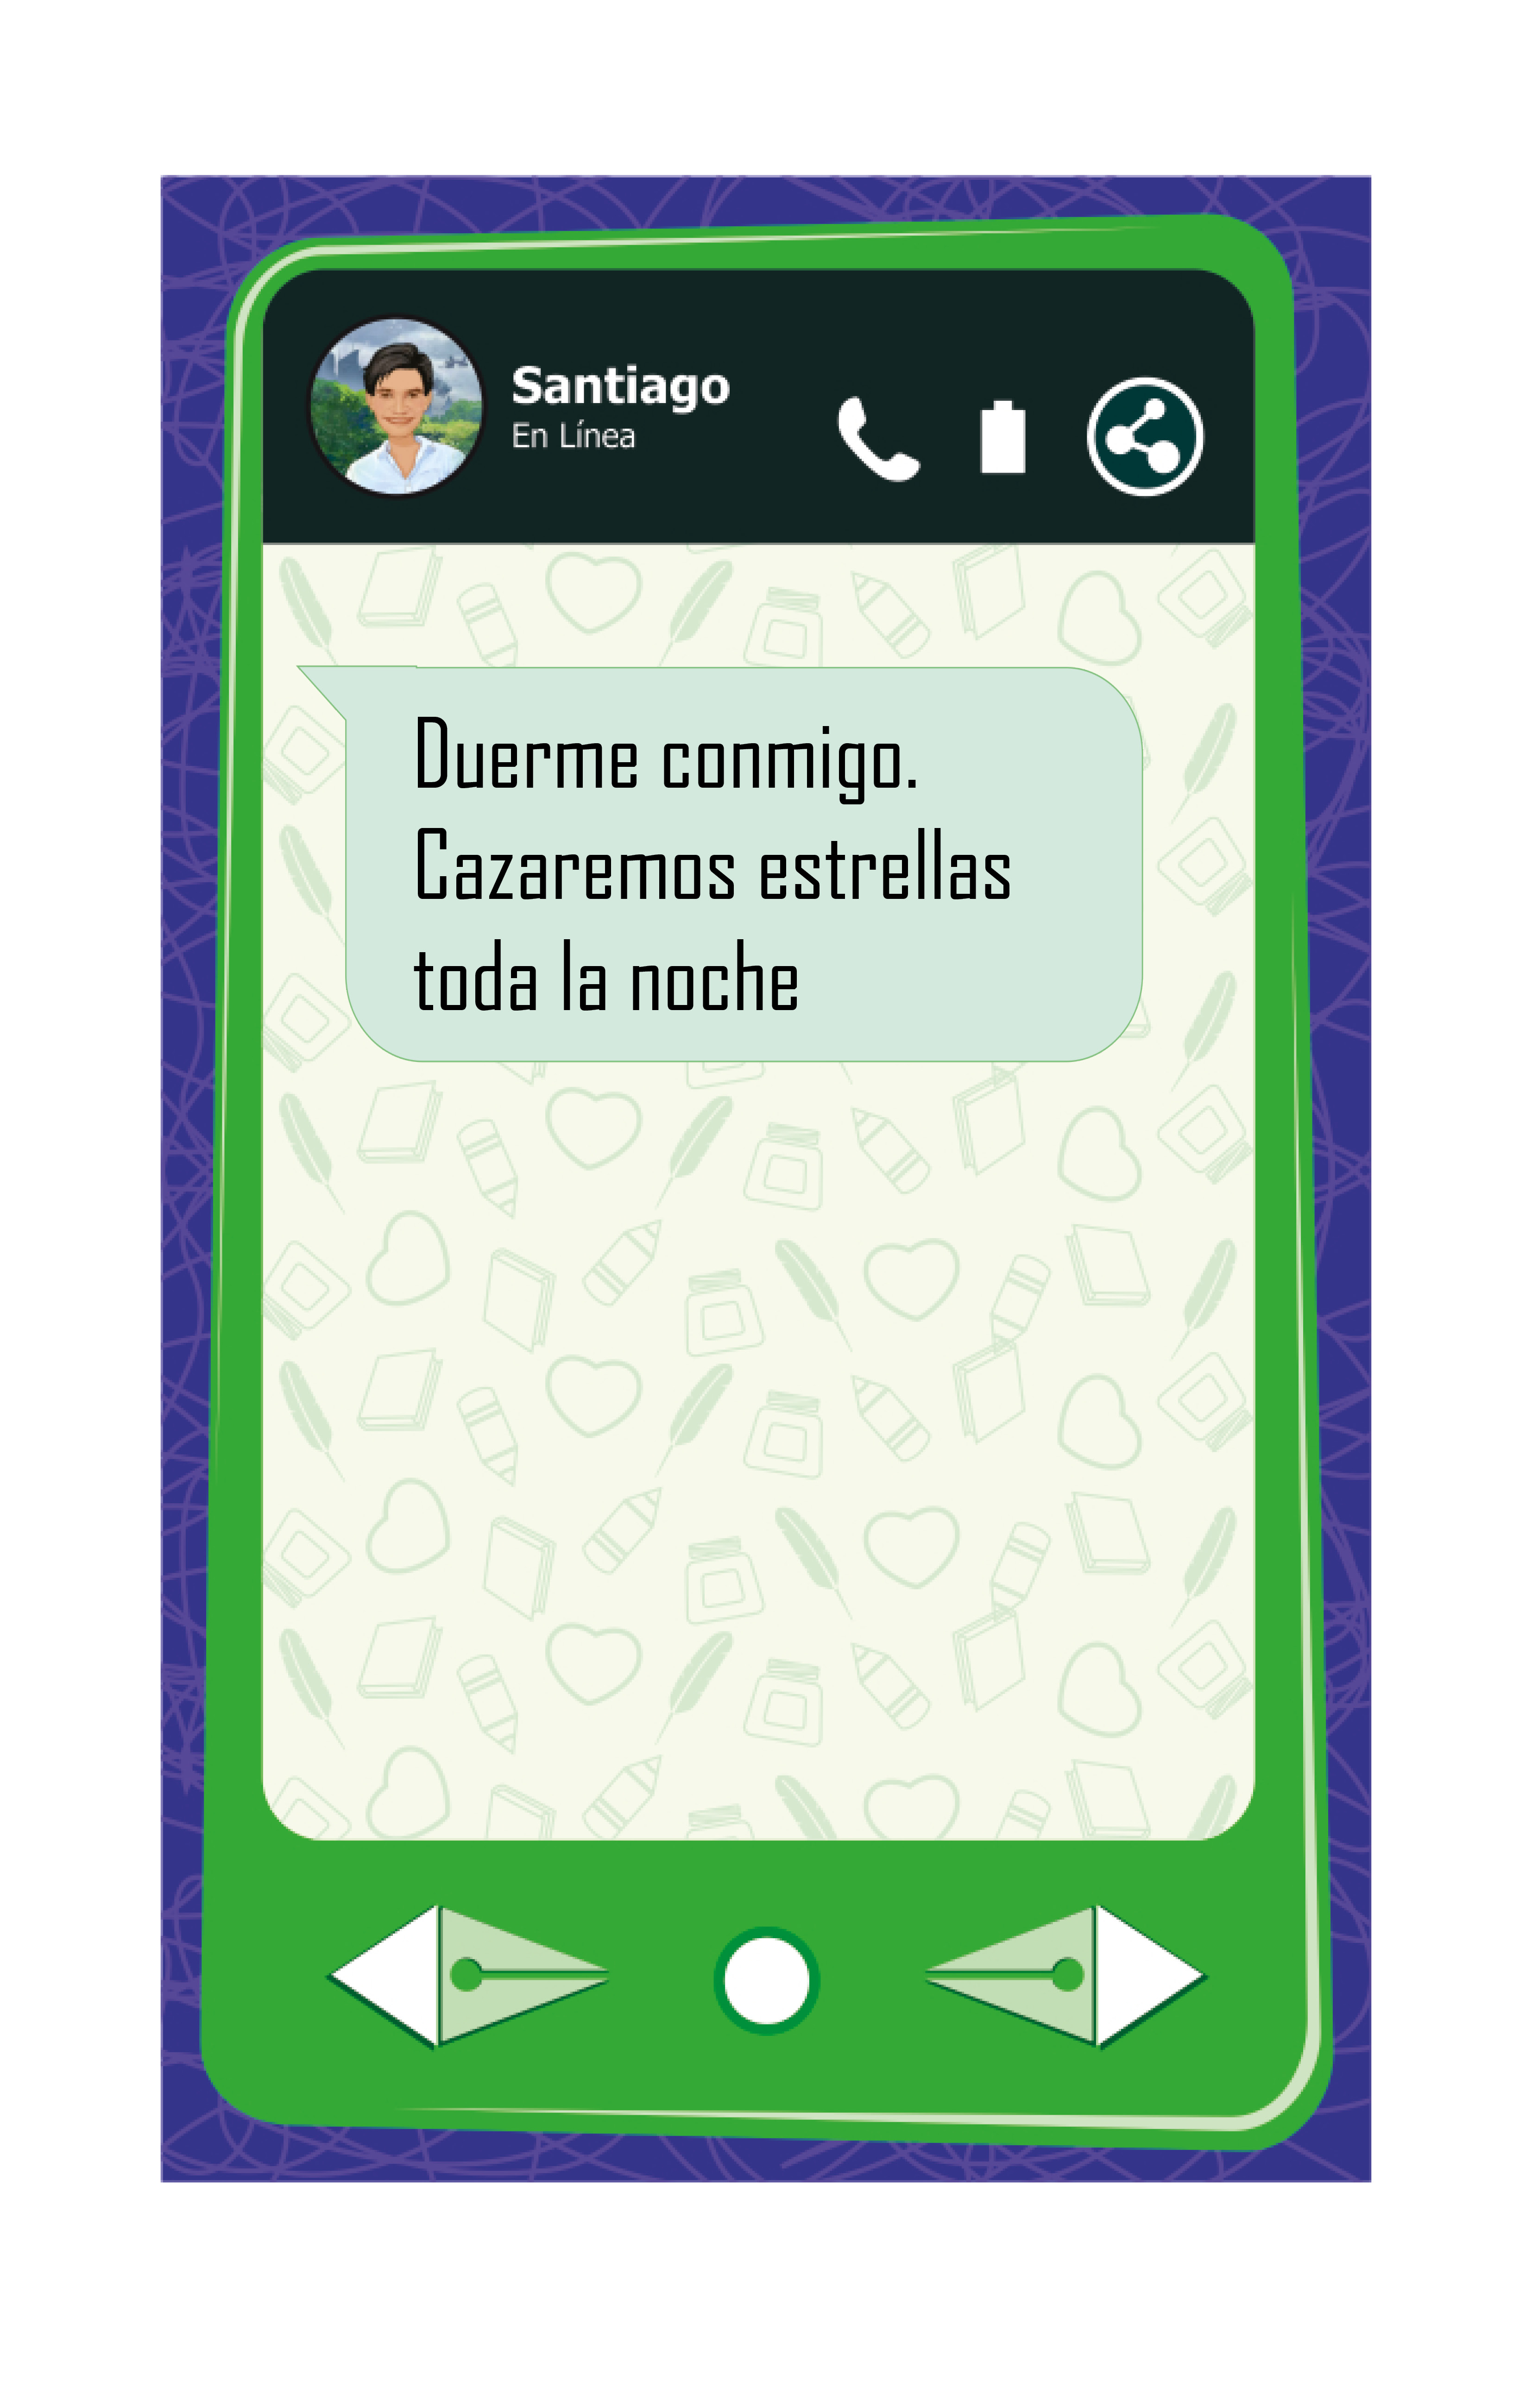 Santiago
En Línea
Duerme conmigo.
Cazaremos estrellas
toda la noche